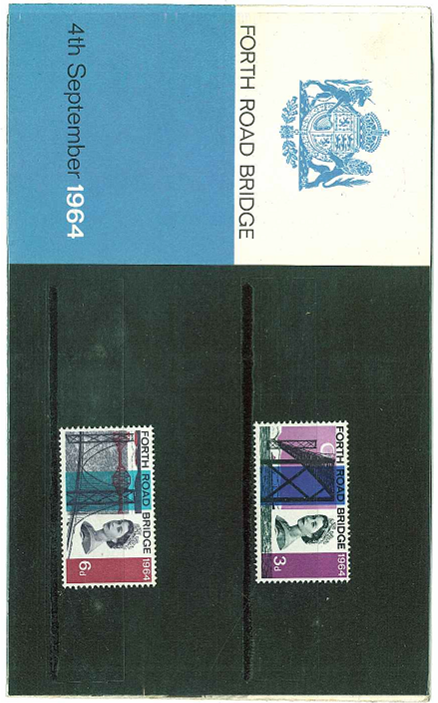 FORTH ROAD BRIDGE
4th September 1964
FORTH ROAD BRIDGE 1964
3d
FORTH ROAD BRIDGE 1964
6d